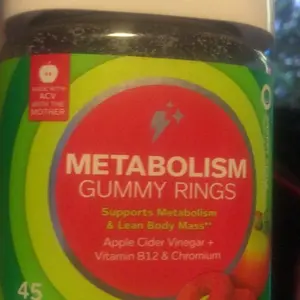 MADE WITH
ACV
WITH THE
MOTHER
METABOLISM
GUMMY RINGS
Supports Metabolism
& Lean Body Mass**
Apple Cider Vinegar +
Vitamin B12 & Chromium
45